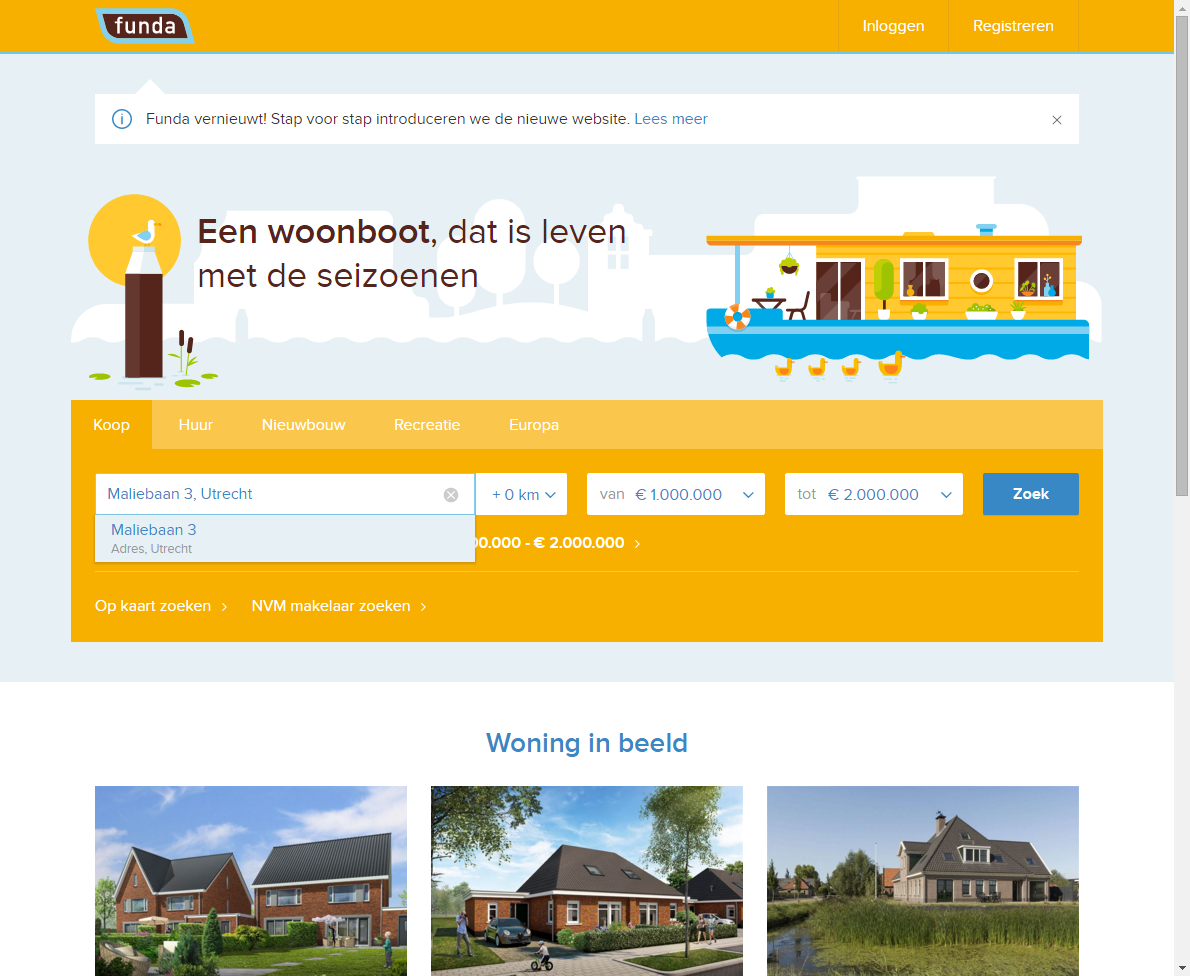 funda
Inloggen
Registreren
Funda vernieuwt! Stap voor stap introduceren we de nieuwe website. Lees meer
Een woonboot, dat is leven
met de seizoenen
Koop
Huur
Nieuwbouw
Recreatie
Europa
Maliebaan 3, Utrecht
+ 0 km
van € 1.000.000
tot € 2.000.000
Zoek
Maliebaan 3
Adres, Utrecht
00.000 - € 2.000.000
Op kaart zoeken
NVM makelaar zoeken
Woning in beeld